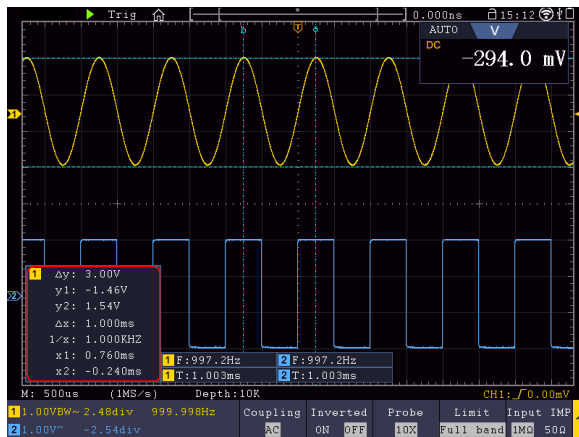 Trig 0.000ns 15:12
b T a
AUTO V
DC
-294.0 mV
1
2
1 Δy: 3.00V
y1: -1.46V
y2: 1.54V
Δx: 1.000ms
1/x: 1.000KHZ
x1: 0.760ms
x2: -0.240ms
1 F:997.2Hz 2 F:997.2Hz
1 T:1.003ms 2 T:1.003ms
M: 500us (1MS/s) Depth:10K CH1: 0.00mV
1 1.00VBW~ 2.48div 999.998Hz
2 1.00V~ -2.54div
Coupling Inverted Probe Limit Input IMP
AC ON OFF 10X Full band 1MΩ 50Ω